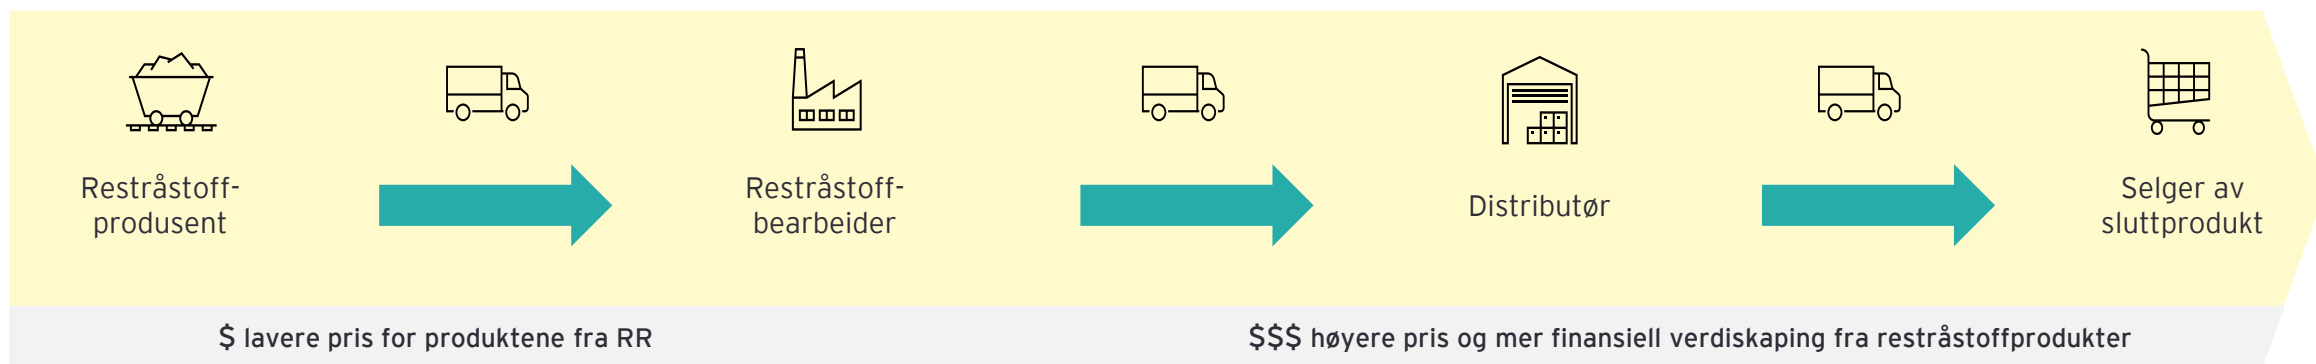 Restråstoff-
produsent
Restråstoff-
bearbeider
Distributør
Selger av
sluttprodukt
$ lavere pris for produktene fra RR
$$$ høyere pris og mer finansiell verdiskaping fra restråstoffprodukter